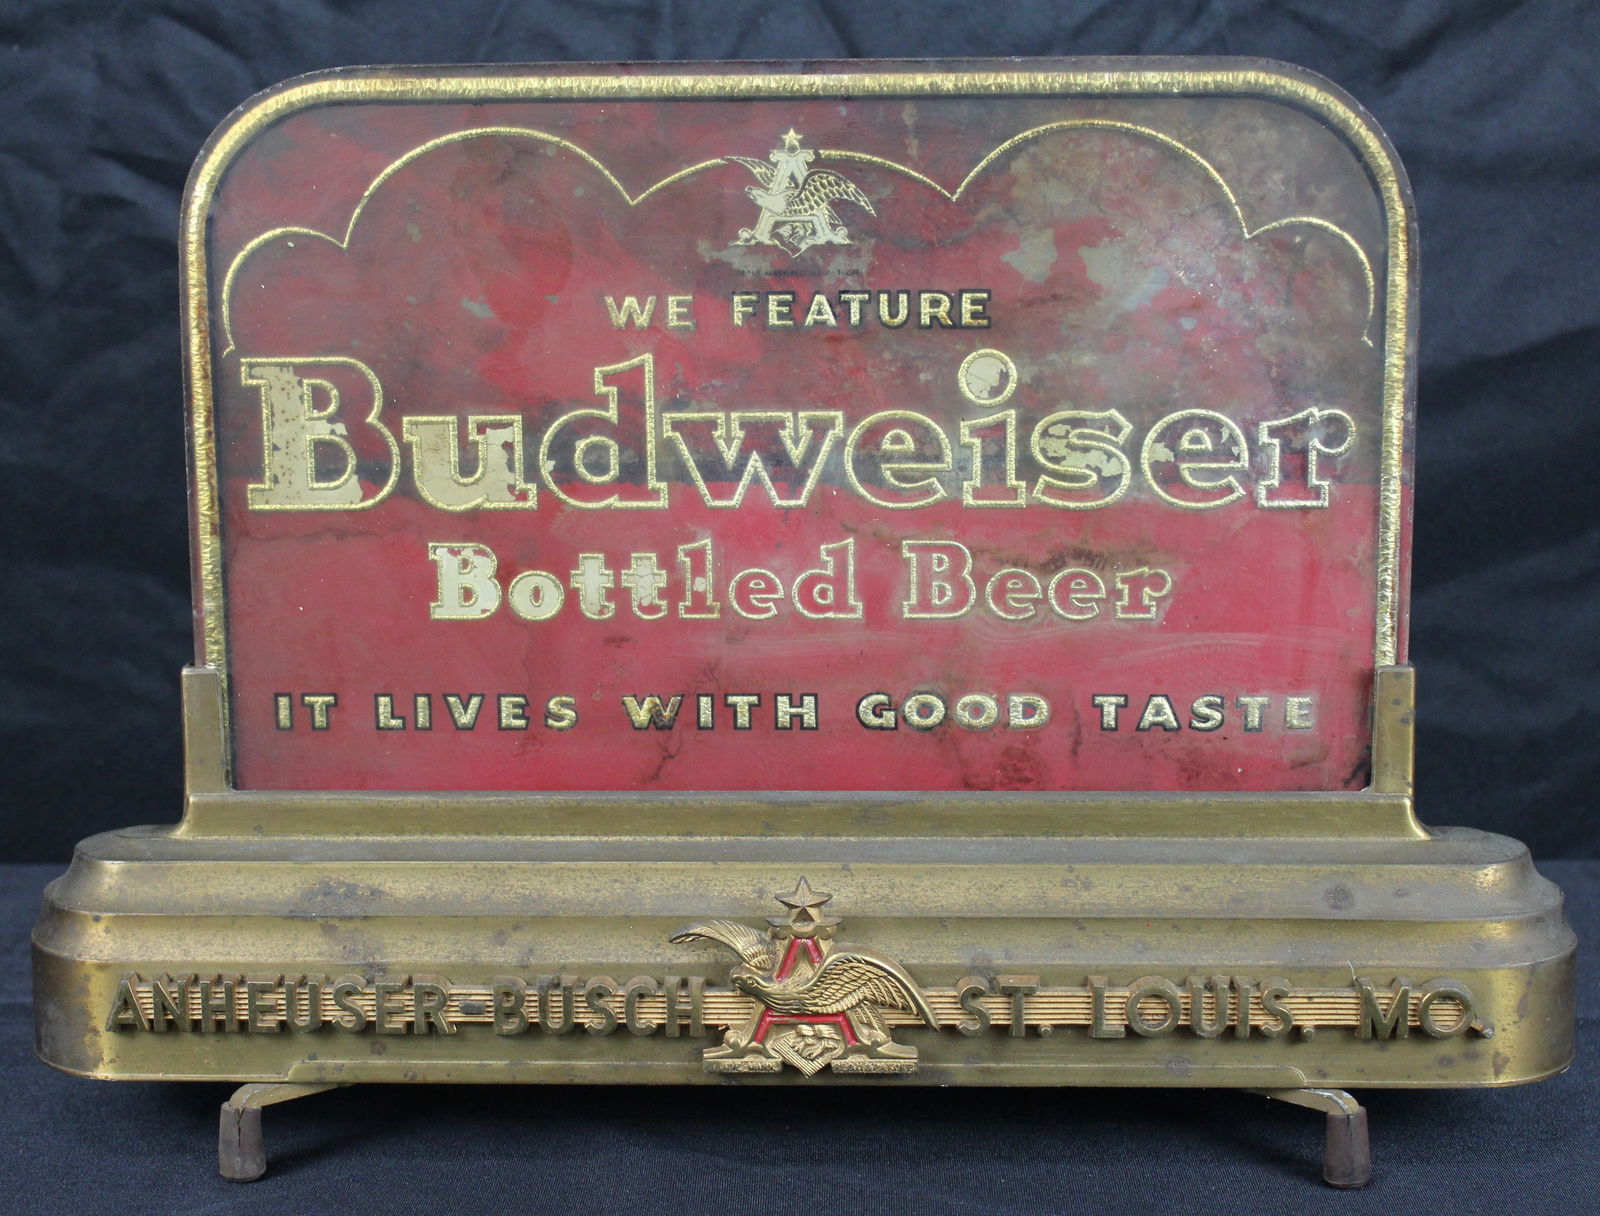 WE FEATURE
Budweiser
Bottled Beer
IT LIVES WITH GOOD TASTE
ANHEUSER-BUSCH A ST. LOUIS, MO.